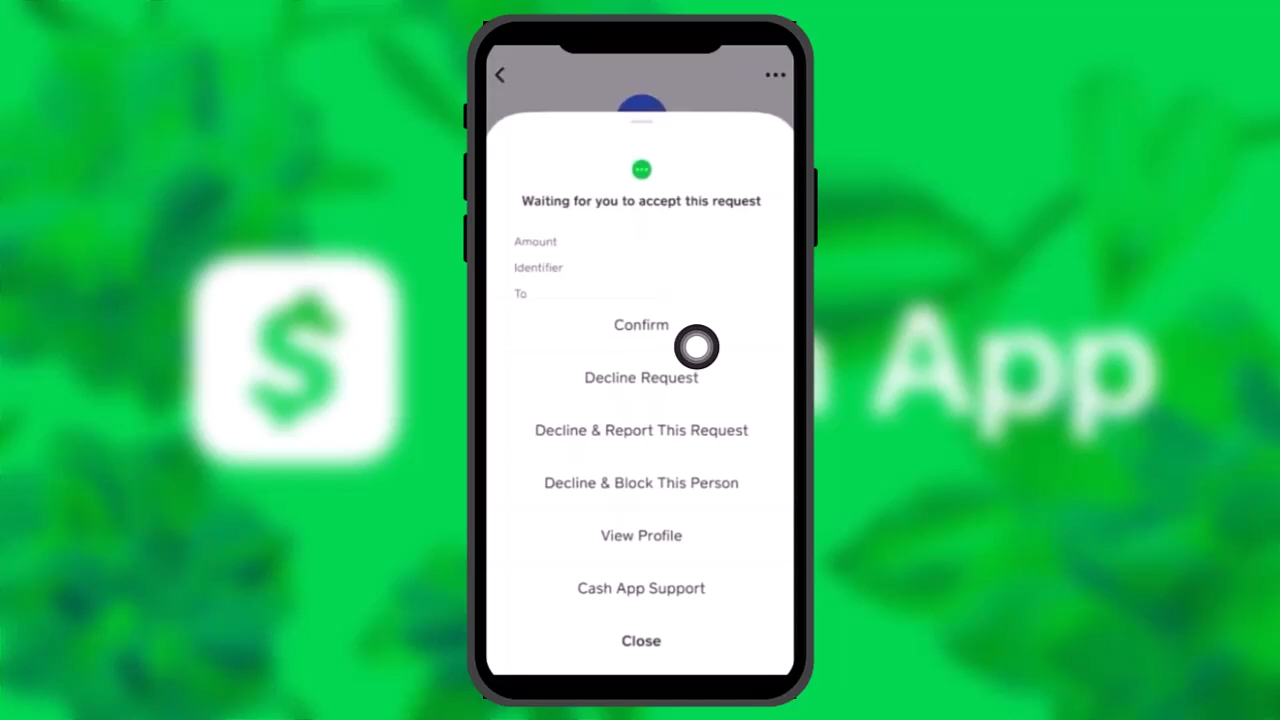 Waiting for you to accept this request
Amount
Identifier
To
Confirm
Decline Request
Decline & Report This Request
Decline & Block This Person
View Profile
Cash App Support
Close
$
App